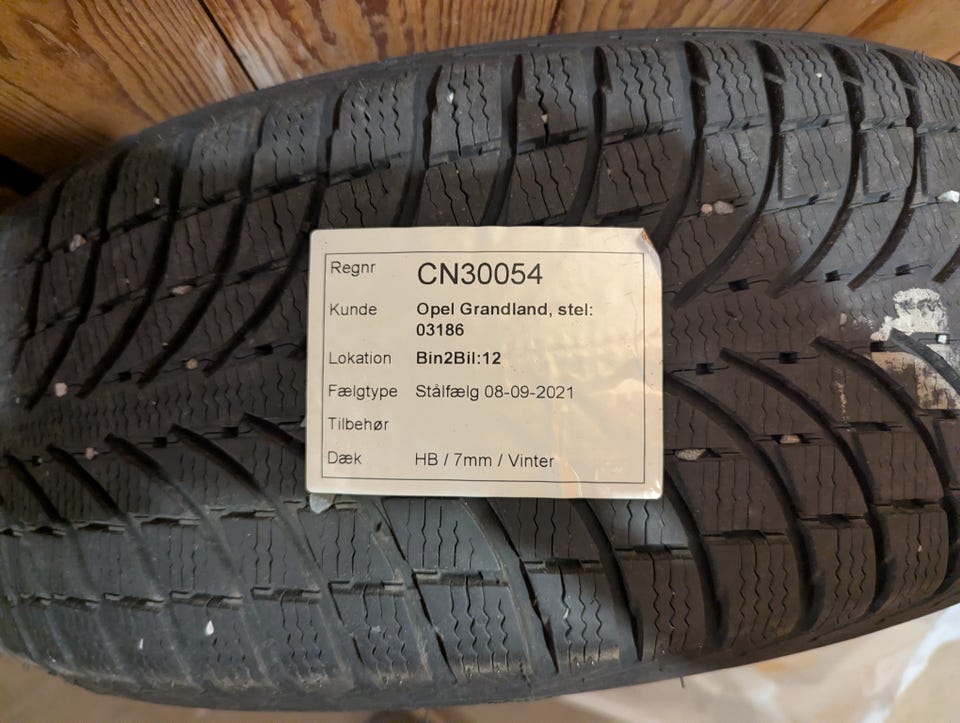 Regnr CN30054
Kunde Opel Grandland, stel:
03186
Lokation Bin2Bil:12
Fælgtype Stålfælg 08-09-2021
Tilbehør
Dæk HB / 7mm / Vinter